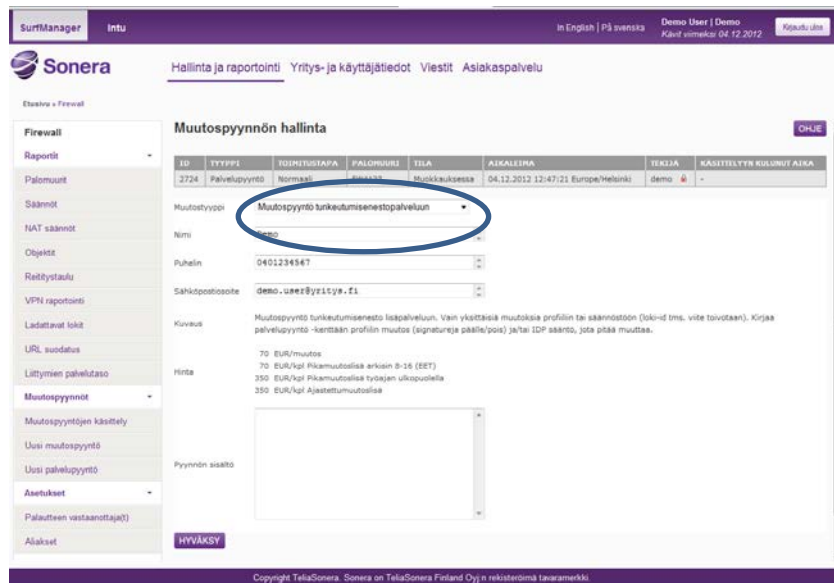 SurfManager Intu In English | På svenska Demo User | Demo Kirjaudu ulos
Kävit viimeksi 04.12.2012
Sonera
Hallinta ja raportointi Yritys- ja käyttäjätiedot Viestit Asiakaspalvelu
Etusivu » Firewall
Firewall
Raportit
Palomuurit
Säännöt
NAT säännöt
Objektit
Reititystaulu
VPN raportointi
Ladattavat lokit
URL suodatus
Liittymien palvelutaso
Muutospyynnöt
Muutospyyntöjen käsittely
Uusi muutospyyntö
Uusi palvelupyyntö
Asetukset
Palautteen vastaanottaja(t)
Aliakset
Muutospyynnön hallinta
OHJE
ID TYYPPI TOIMITUSTAPA PALOMUURI TILA AIKALEIMA TEKIJÄ KÄSITTELYYN KULUNUT AIKA
2724 Palvelupyyntö Normaali Muokkauksessa 04.12.2012 12:47:21 Europe/Helsinki demo -
Muutostyyppi Muutospyyntö tunkeutumisenestopalveluun
Nimi Demo
Puhelin 0401234567
Sähköpostiosoite demo.user@yritys.fi
Kuvaus Muutospyyntö tunkeutumisenesto lisäpalveluun. Vain yksittäisiä muutoksia profiiliin tai säännöstöön (loki-id tms. viite toivotaan). Kirjaa
palvelupyyntö -kenttään profiilin muutos (signatureja päälle/pois) ja/tai IDP sääntö, jota pitää muuttaa.
Hinta
70 EUR/muutos
70 EUR/kpl Pikamuutoslisä arkisin 8-16 (EET)
350 EUR/kpl Pikamuutoslisä työajan ulkopuolella
350 EUR/kpl Ajastettumuutoslisä
Pyynnön sisältö
HYVÄKSY
Copyright TeliaSonera. Sonera on TeliaSonera Finland Oyj:n rekisteröimä tavaramerkki.